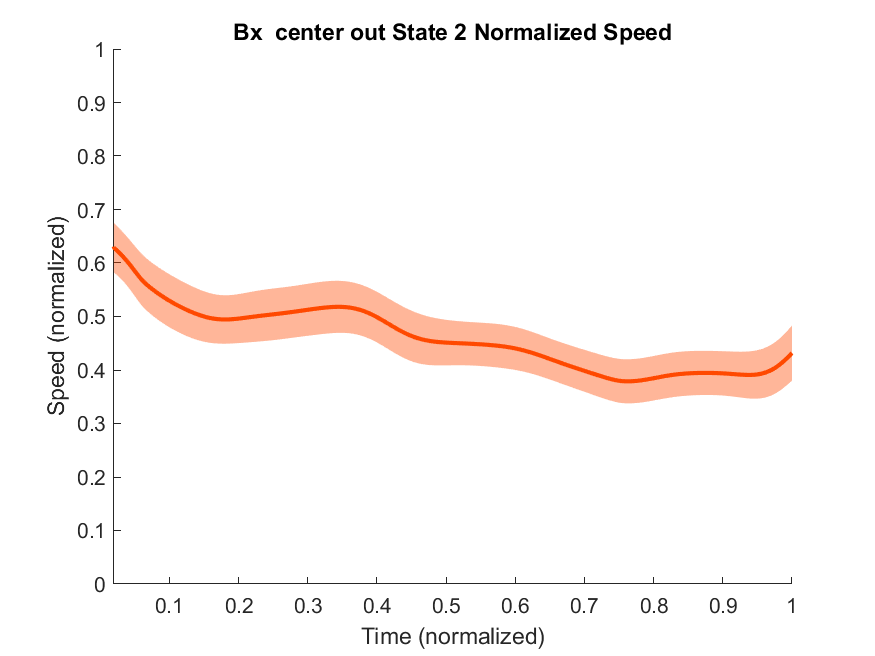 Bx  center out State 2 Normalized Speed
1
0.9
0.8
0.7
0.6
0.5
0.4
0.3
0.2
0.1
0
Speed (normalized)
0.1 0.2 0.3 0.4 0.5 0.6 0.7 0.8 0.9 1
Time (normalized)